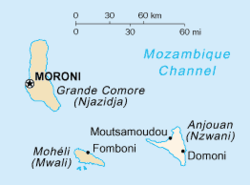 0 30 60 km
0 30 60 mi
Mozambique
Channel
MORONI
Grande Comore
(Njazidja)
Anjouan
(Nzwani)
Moutsamoudou
Mohéli
(Mwali)
Fomboni
Domoni